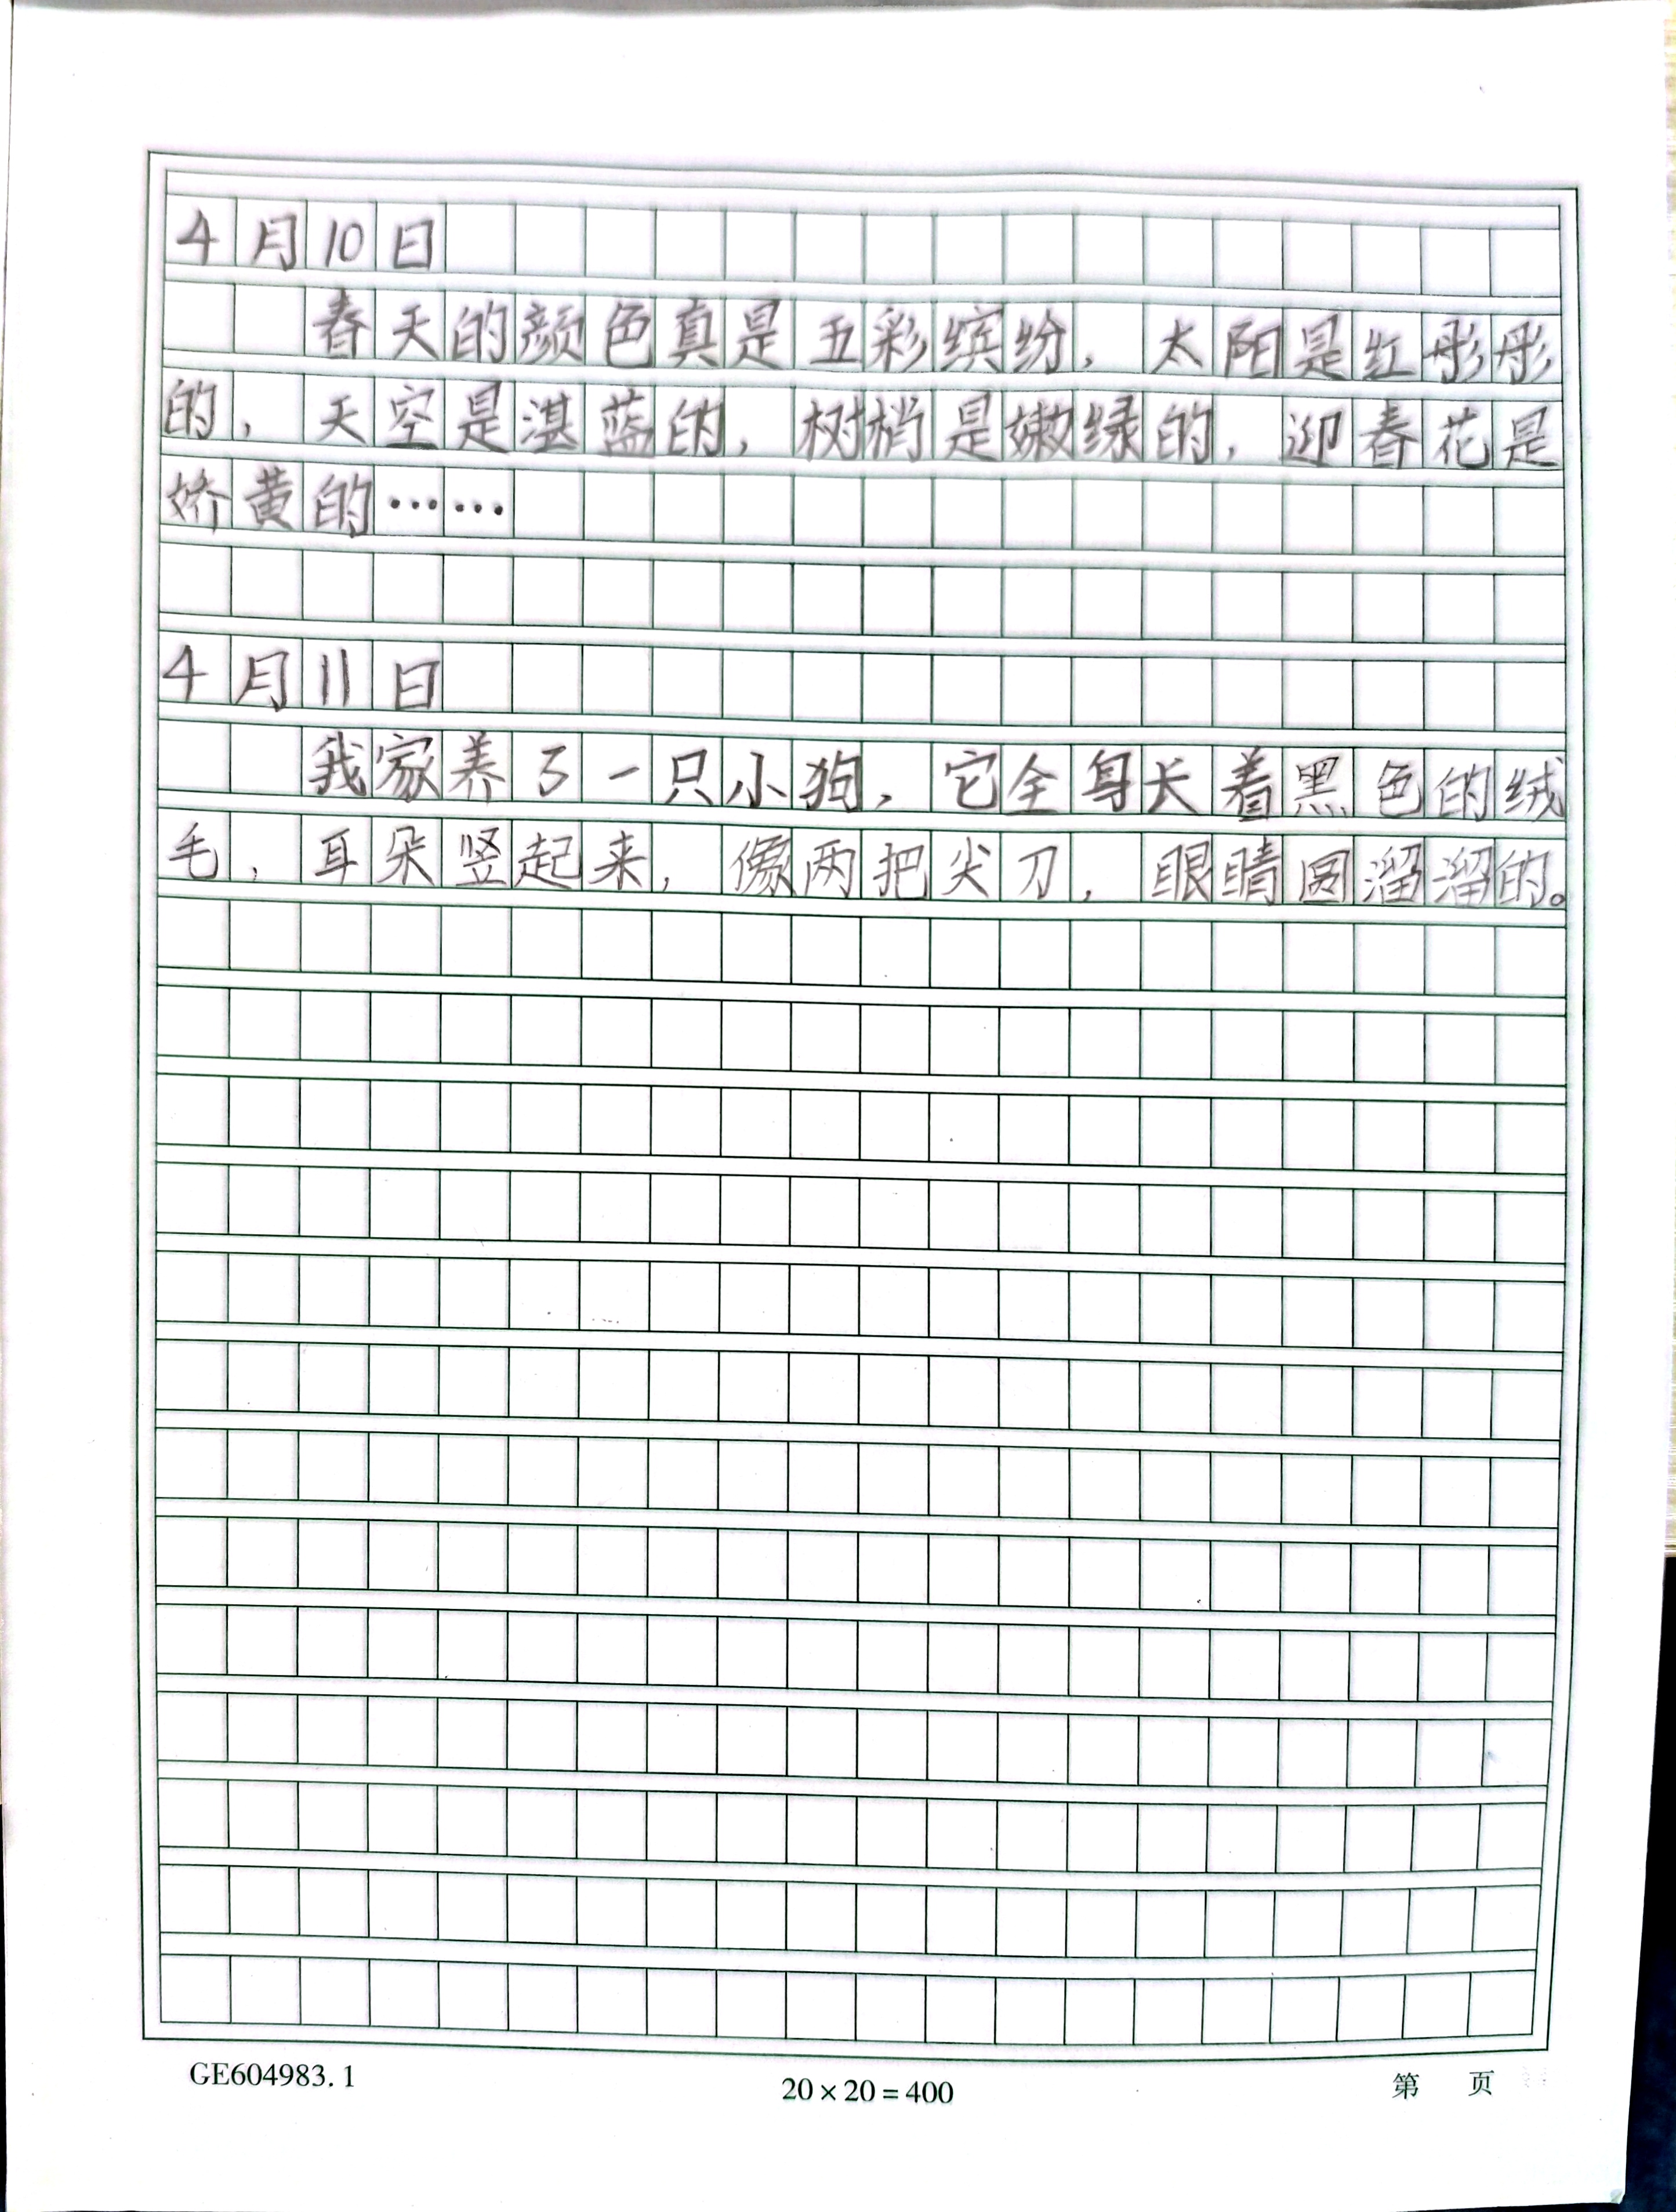 4月10日
春天的颜色真是五彩缤纷，太阳是红彤彤
的，天空是湛蓝的，树梢是嫩绿的，迎春花是
娇黄的……
4月11日
我家养了一只小狗，它全身长着黑色的绒
毛，耳朵竖起来，像两把尖刀，眼睛圆溜溜的。
GE604983.1
20×20=400
第 页